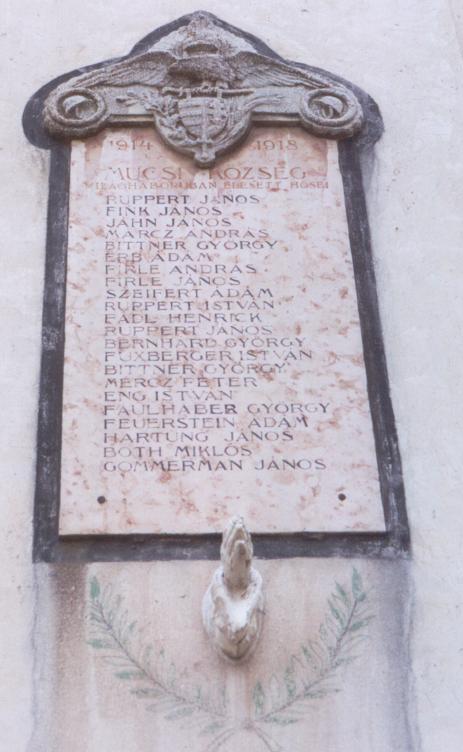 1914 1918
MUCSI KÖZSÉG
VILÁGHÁBORÚBAN ELESETT HŐSEI
RUPPERT JÁNOS
FINK JÁNOS
JÁHN JÁNOS
MARCZ ANDRÁS
BITTNER GYÖRGY
ERB ÁDÁM
FIRLE ANDRÁS
FIRLE JÁNOS
SZEIFERT ÁDÁM
RUPPERT ISTVÁN
HENRICK
RUPPERT JÁNOS
BERNHARD GYÖRGY
FUXBERGER ISTVÁN
BITTNER GYÖRGY
MERCZ PÉTER
ENG ISTVÁN
FAULHABER GYÖRGY
FEUERSTEIN ÁDÁM
HARTUNG JÁNOS
BOTH MIKLÓS
GOMMERMAN JÁNOS